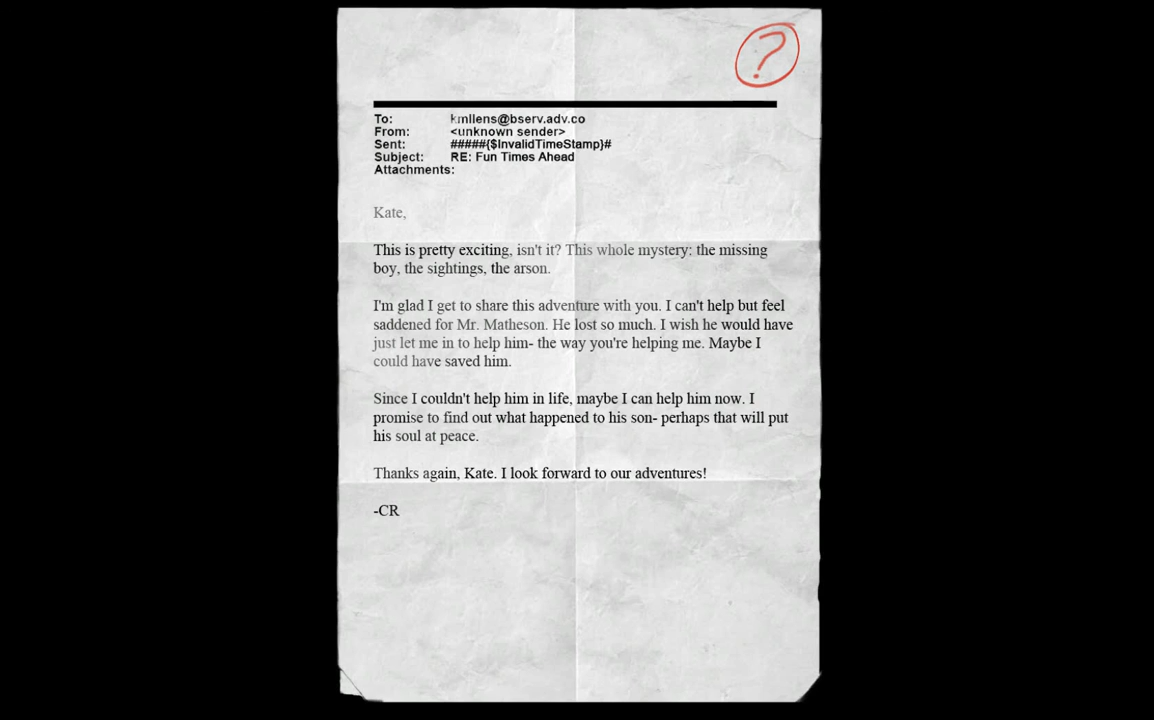 ?
To: kmllens@bserv.adv.co
From: <unknown sender>
Sent: #####{$InvalidTimeStamp}#
Subject: RE: Fun Times Ahead
Attachments:
Kate,
This is pretty exciting, isn't it? This whole mystery: the missing
boy, the sightings, the arson.
I'm glad I get to share this adventure with you. I can't help but feel
saddened for Mr. Matheson. He lost so much. I wish he would have
just let me in to help him- the way you're helping me. Maybe I
could have saved him.
Since I couldn't help him in life, maybe I can help him now. I
promise to find out what happened to his son- perhaps that will put
his soul at peace.
Thanks again, Kate. I look forward to our adventures!
-CR